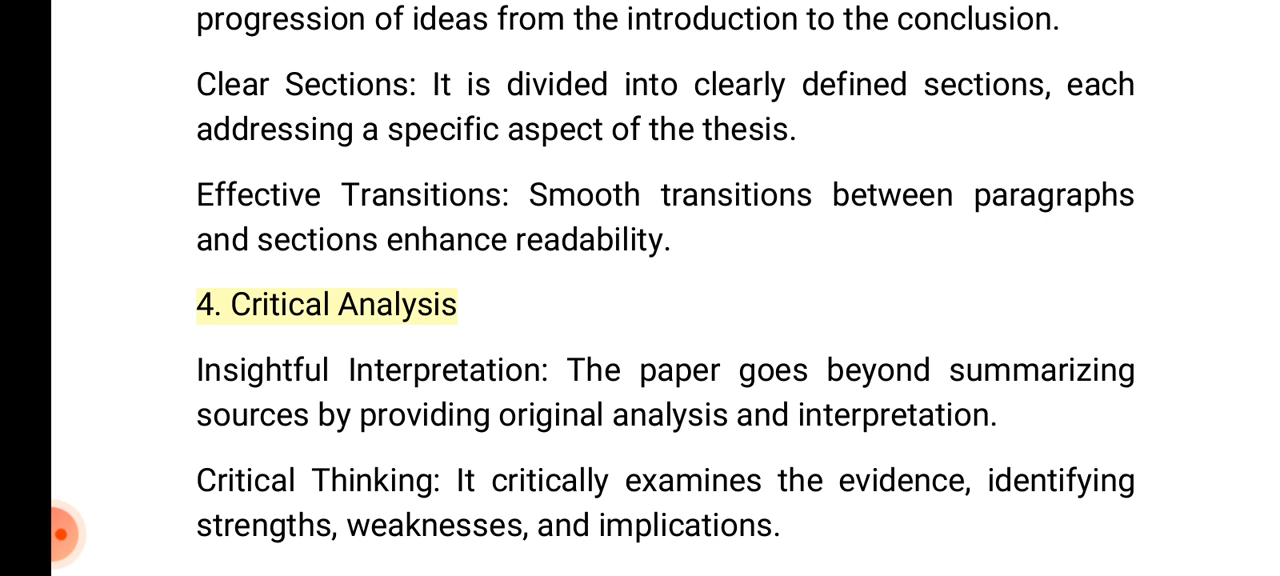 progression of ideas from the introduction to the conclusion.
Clear Sections: It is divided into clearly defined sections, each
addressing a specific aspect of the thesis.
Effective Transitions: Smooth transitions between paragraphs
and sections enhance readability.
4. Critical Analysis
Insightful Interpretation: The paper goes beyond summarizing
sources by providing original analysis and interpretation.
Critical Thinking: It critically examines the evidence, identifying
strengths, weaknesses, and implications.